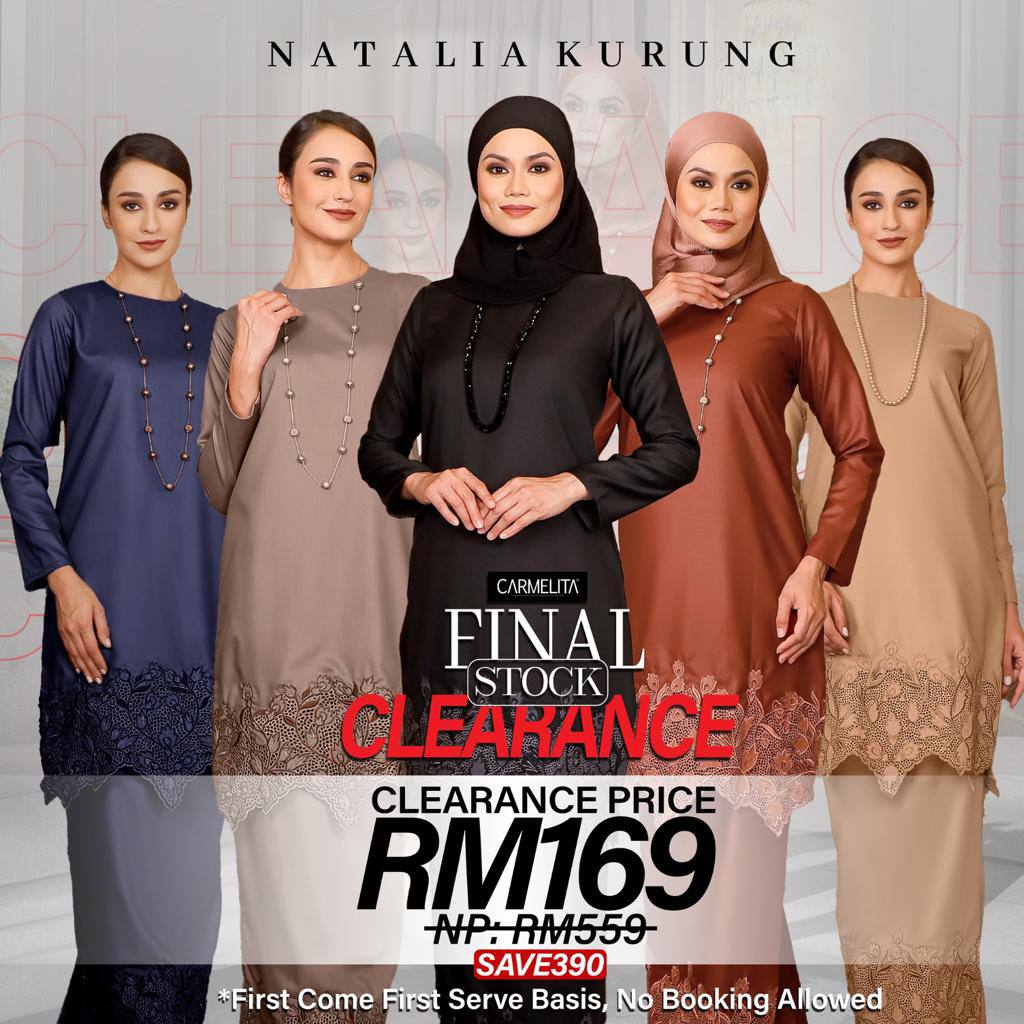 NATALIA KURUNG
CLEARANCE
CARMELITA
FINAL
STOCK
CLEARANCE
CLEARANCE PRICE
RM169
NP: RM559
SAVE390
*First Come First Serve Basis, No Booking Allowed